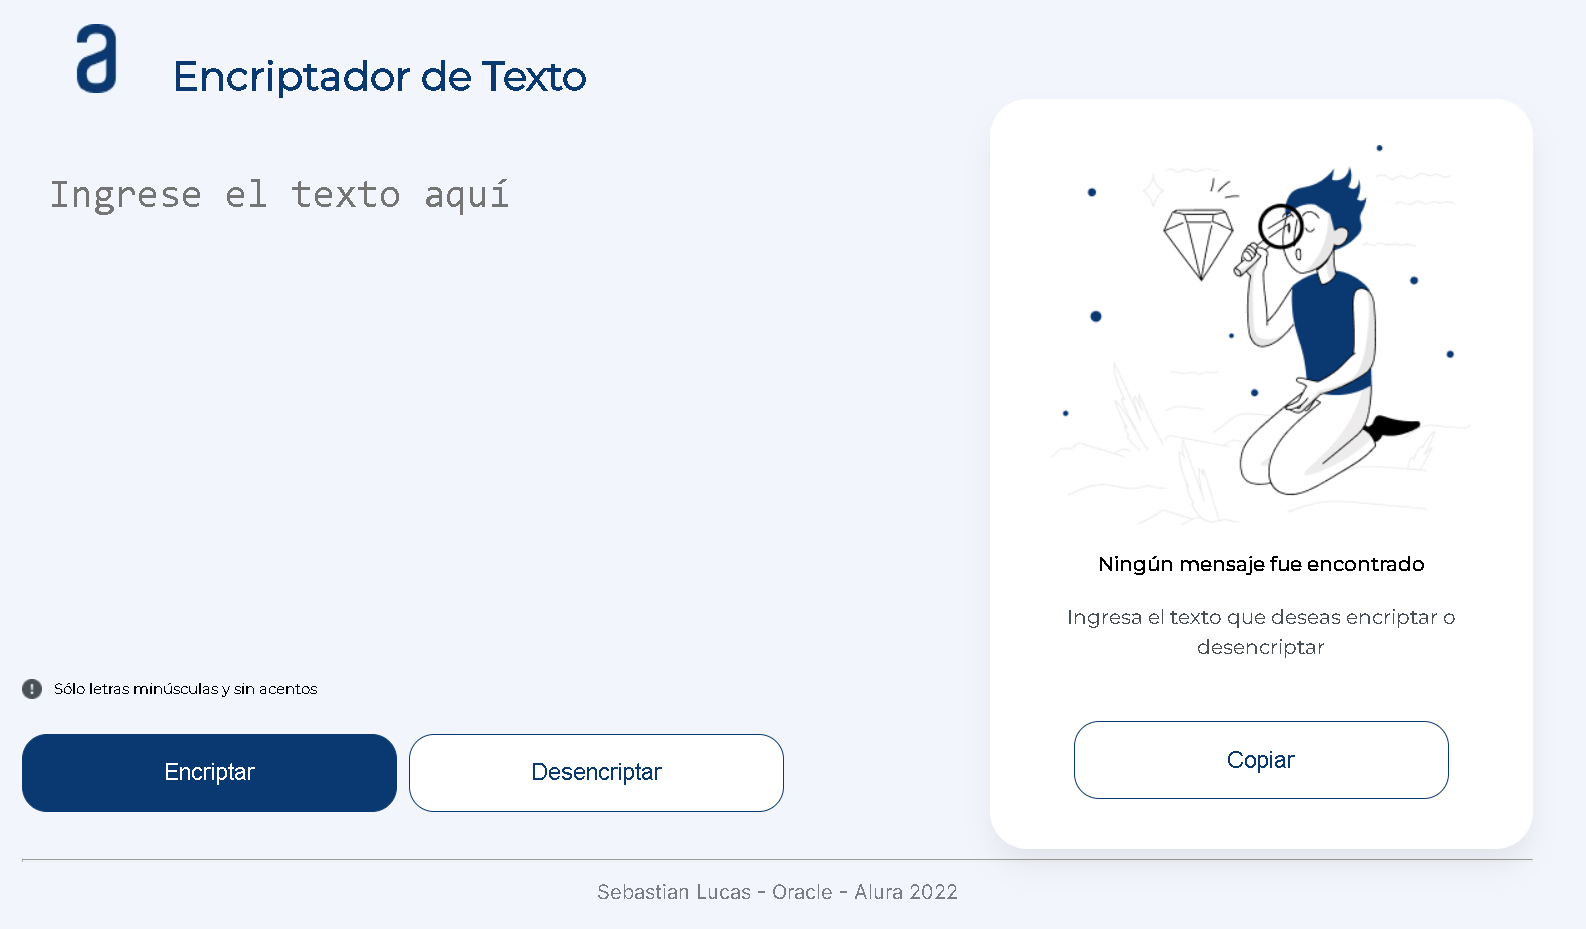 a
Encriptador de Texto
Ingrese el texto aquí
Sólo letras minúsculas y sin acentos
Encriptar
Desencriptar
Ningún mensaje fue encontrado
Ingresa el texto que deseas encriptar o
desencriptar
Copiar
Sebastian Lucas - Oracle - Alura 2022